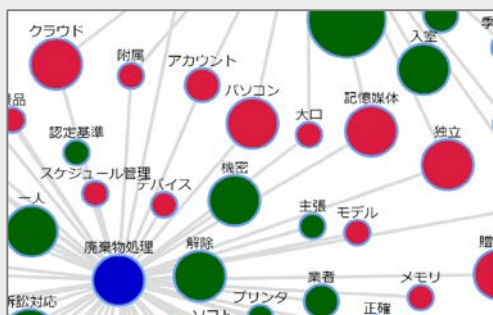 クラウド
附属
アカウント
入室
パソコン
記憶媒体
大口
独立
認定基準
スケジュール管理
デバイス
機密
一人
主張
モデル
廃棄物処理
解除
業者
メモリ
プリンタ
正確